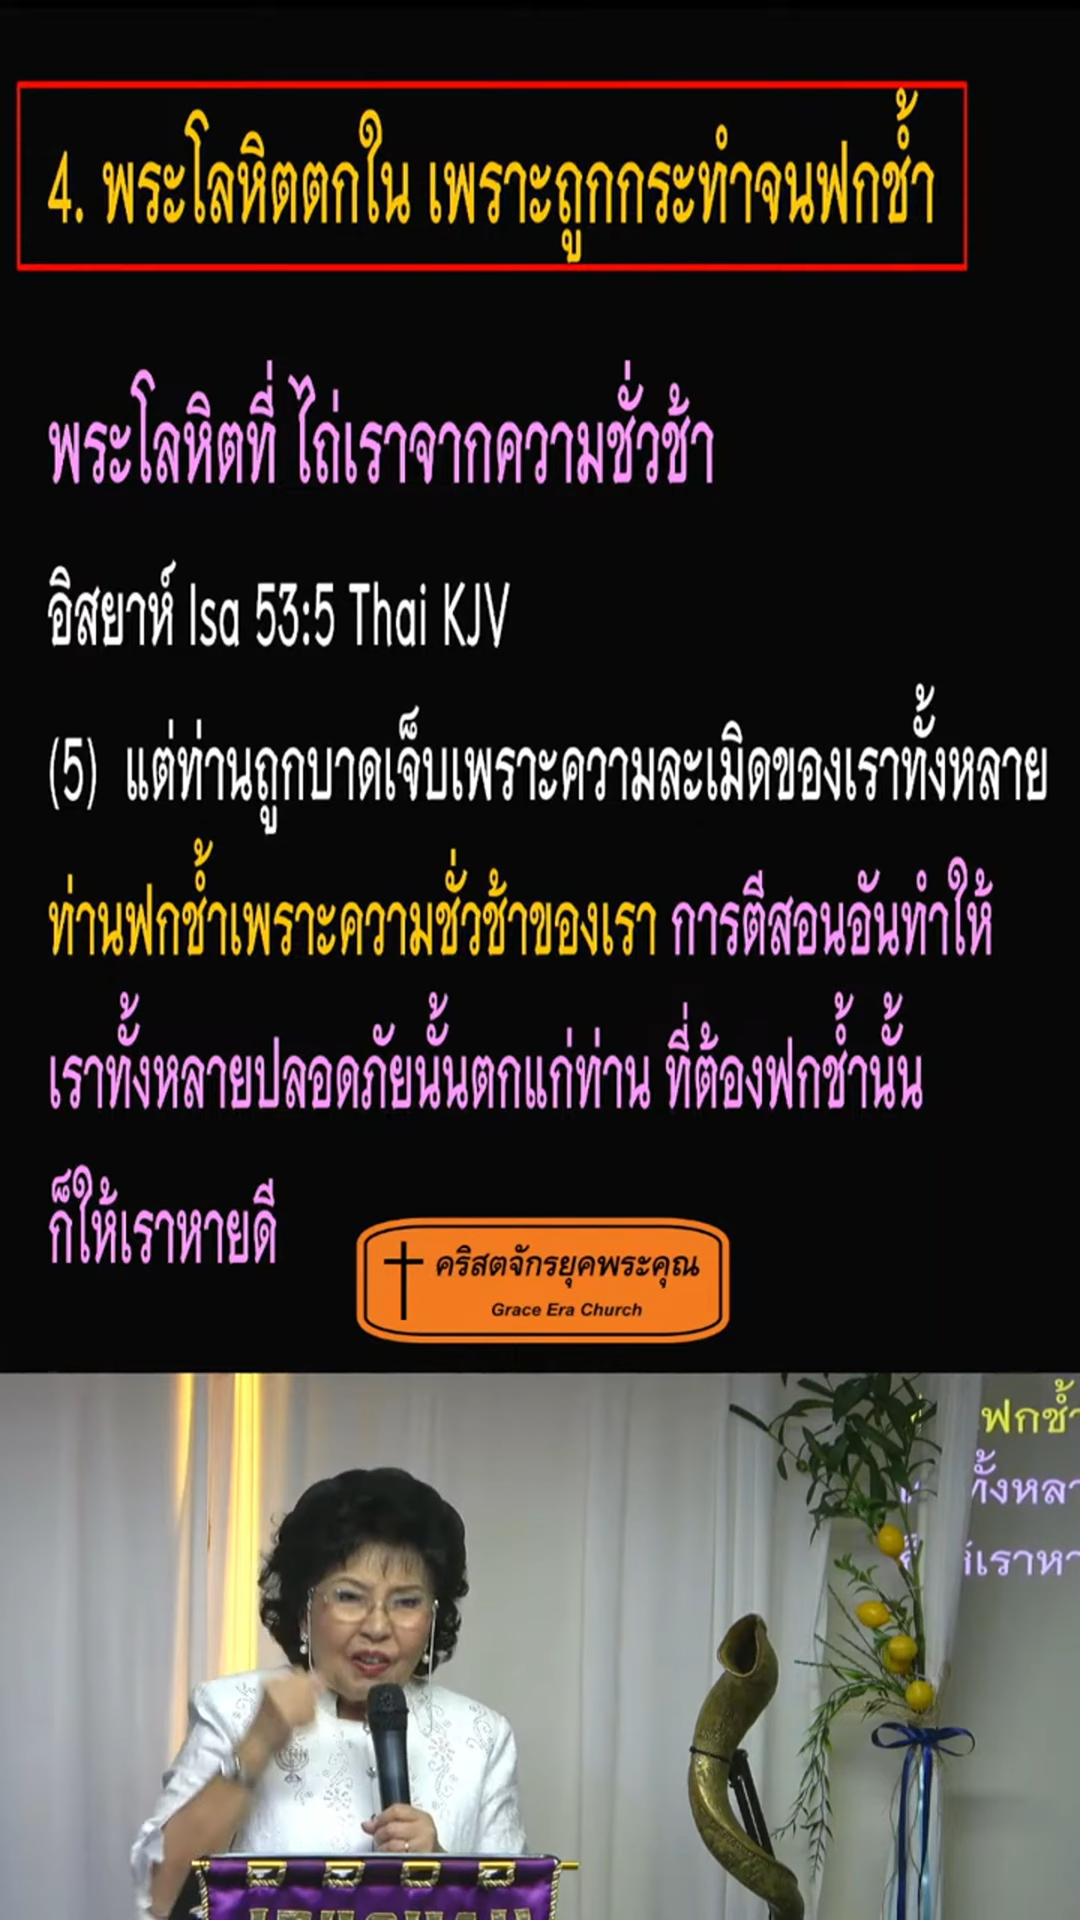 4. พระโลหิตตกใน เพราะถูกกระทำจนฟกช้ำ
พระโลหิตที่ ไถ่เราจากความชั่วช้า
อิสยาห์ Isa 53:5 Thai KJV
(5) แต่ท่านถูกบาดเจ็บเพราะความละเมิดของเราทั้งหลาย
ท่านฟกช้ำเพราะความชั่วช้าของเรา การตีสอนอันทำให้
เราทั้งหลายปลอดภัยนั้นตกแก่ท่าน ที่ต้องฟกช้ำนั้น
ก็ให้เราหายดี
คริสตจักรยุคพระคุณ
Grace Era Church
ฟกช้ำ